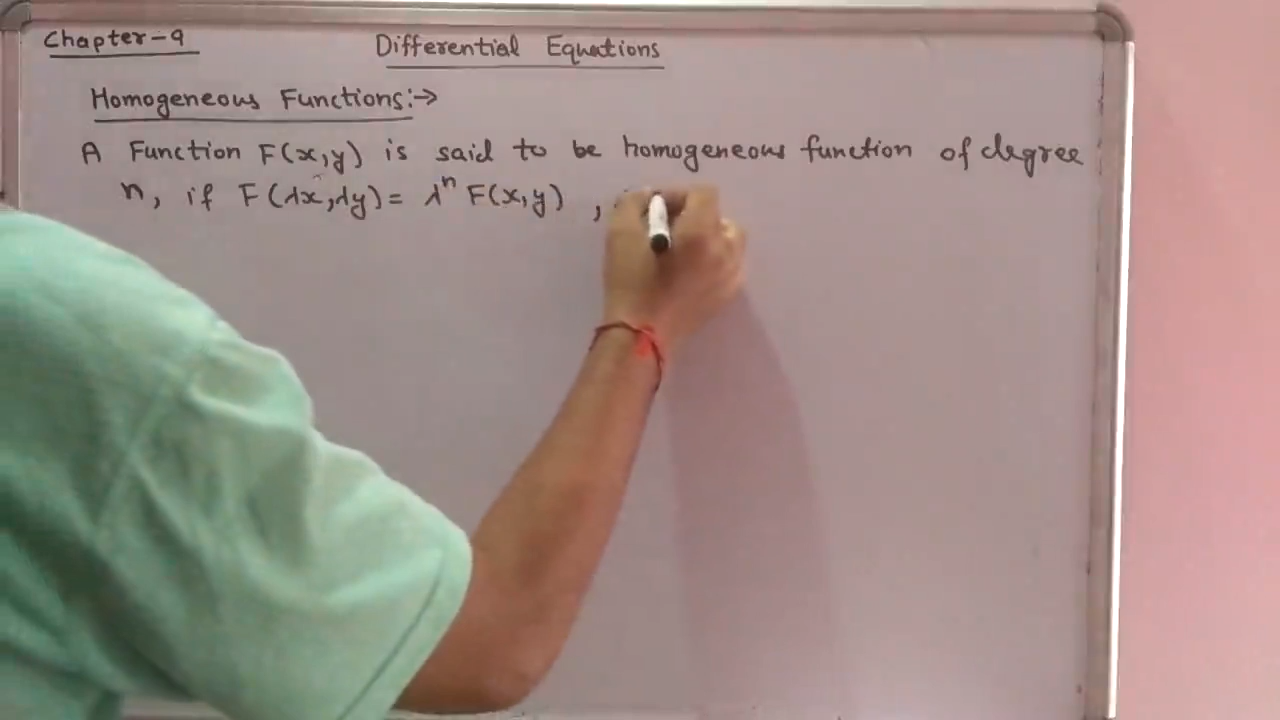 Chapter-9
Differential Equations
Homogeneous Functions:→
A Function F(x,y) is said to be homogeneous function of degree
n, if F(λx,λy)= λⁿ F(x,y) ,